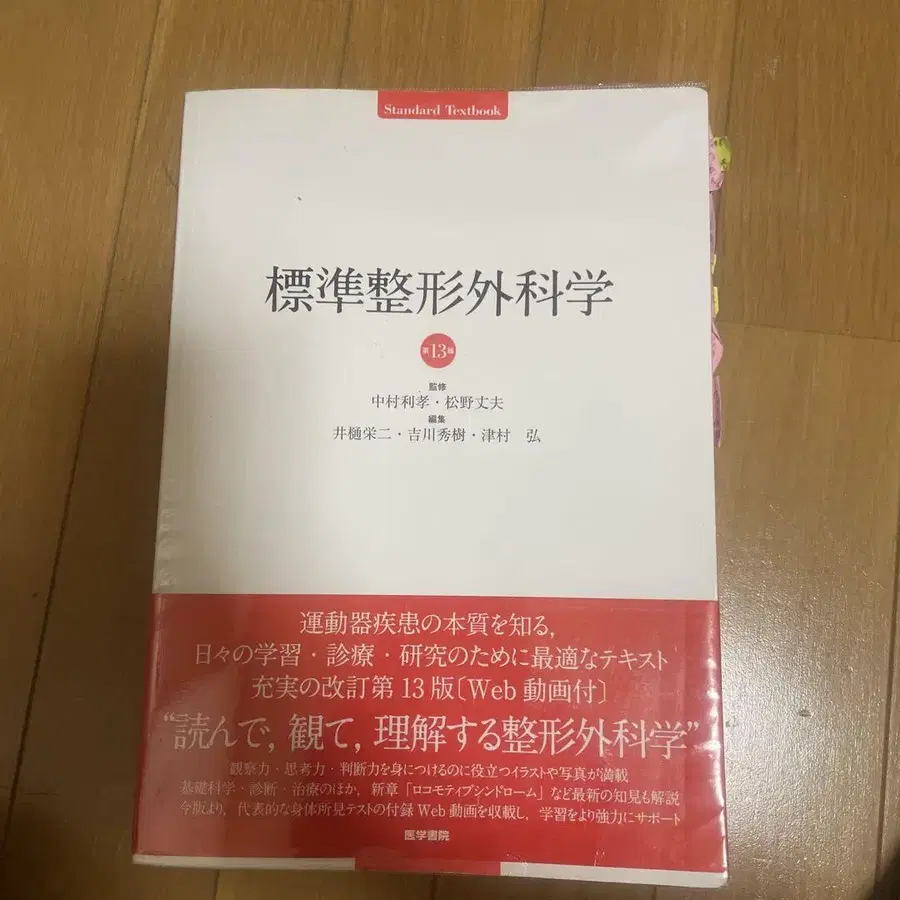 Standard Textbook
標準整形外科学
第13版
監修
中村利孝・松野丈夫
編集
井樋栄二・吉川秀樹・津村 弘
運動器疾患の本質を知る,
日々の学習・診療・研究のために最適なテキスト
充実の改訂第13版〔Web動画付〕
“読んで, 観て, 理解する整形外科学”
観察力・思考力・判断力を身につけるのに役立つイラストや写真が満載
基礎科学・診断・治療のほか, 新章「ロコモティブシンドローム」など最新の知見も解説
今版より, 代表的な身体所見テストの付録Web動画を収載し, 学習をより強力にサポート
医学書院